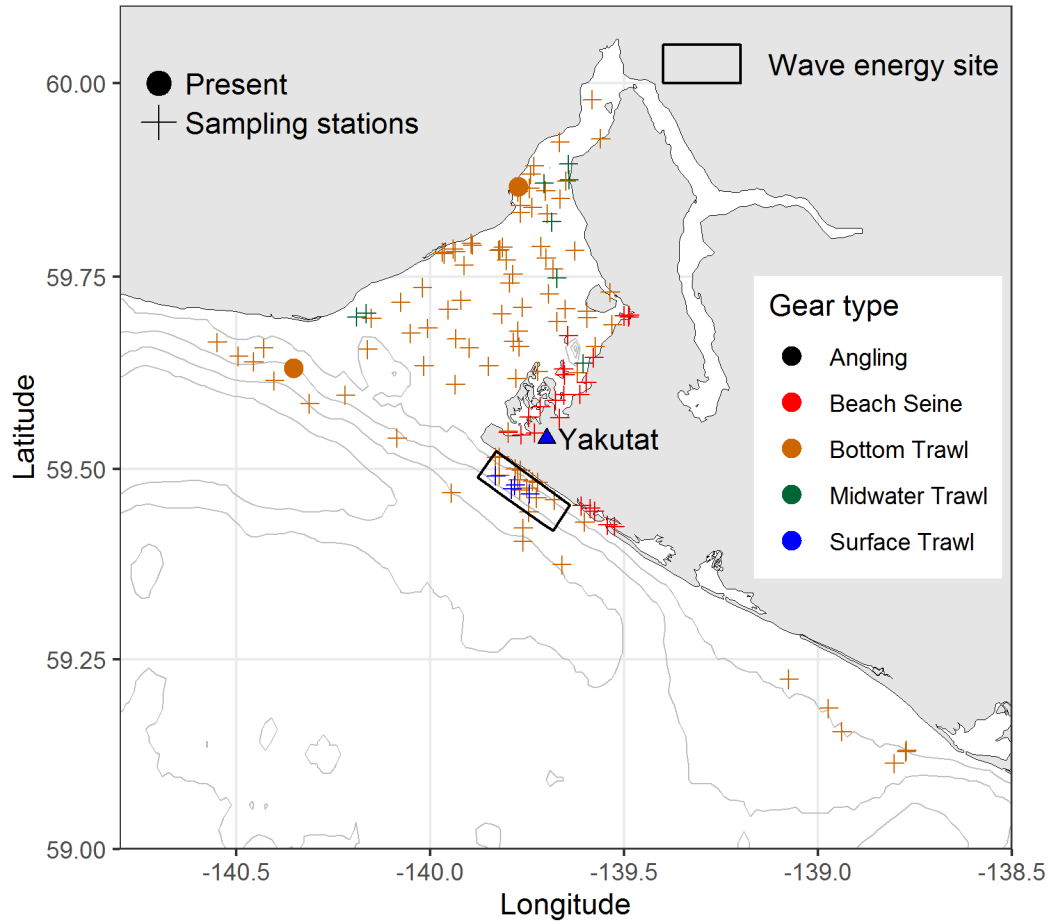 Present
Sampling stations
Wave energy site
Yakutat
Gear type
Angling
Beach Seine
Bottom Trawl
Midwater Trawl
Surface Trawl
Latitude
60.00
59.75
59.50
59.25
59.00
-140.5
-140.0
-139.5
-139.0
-138.5
Longitude